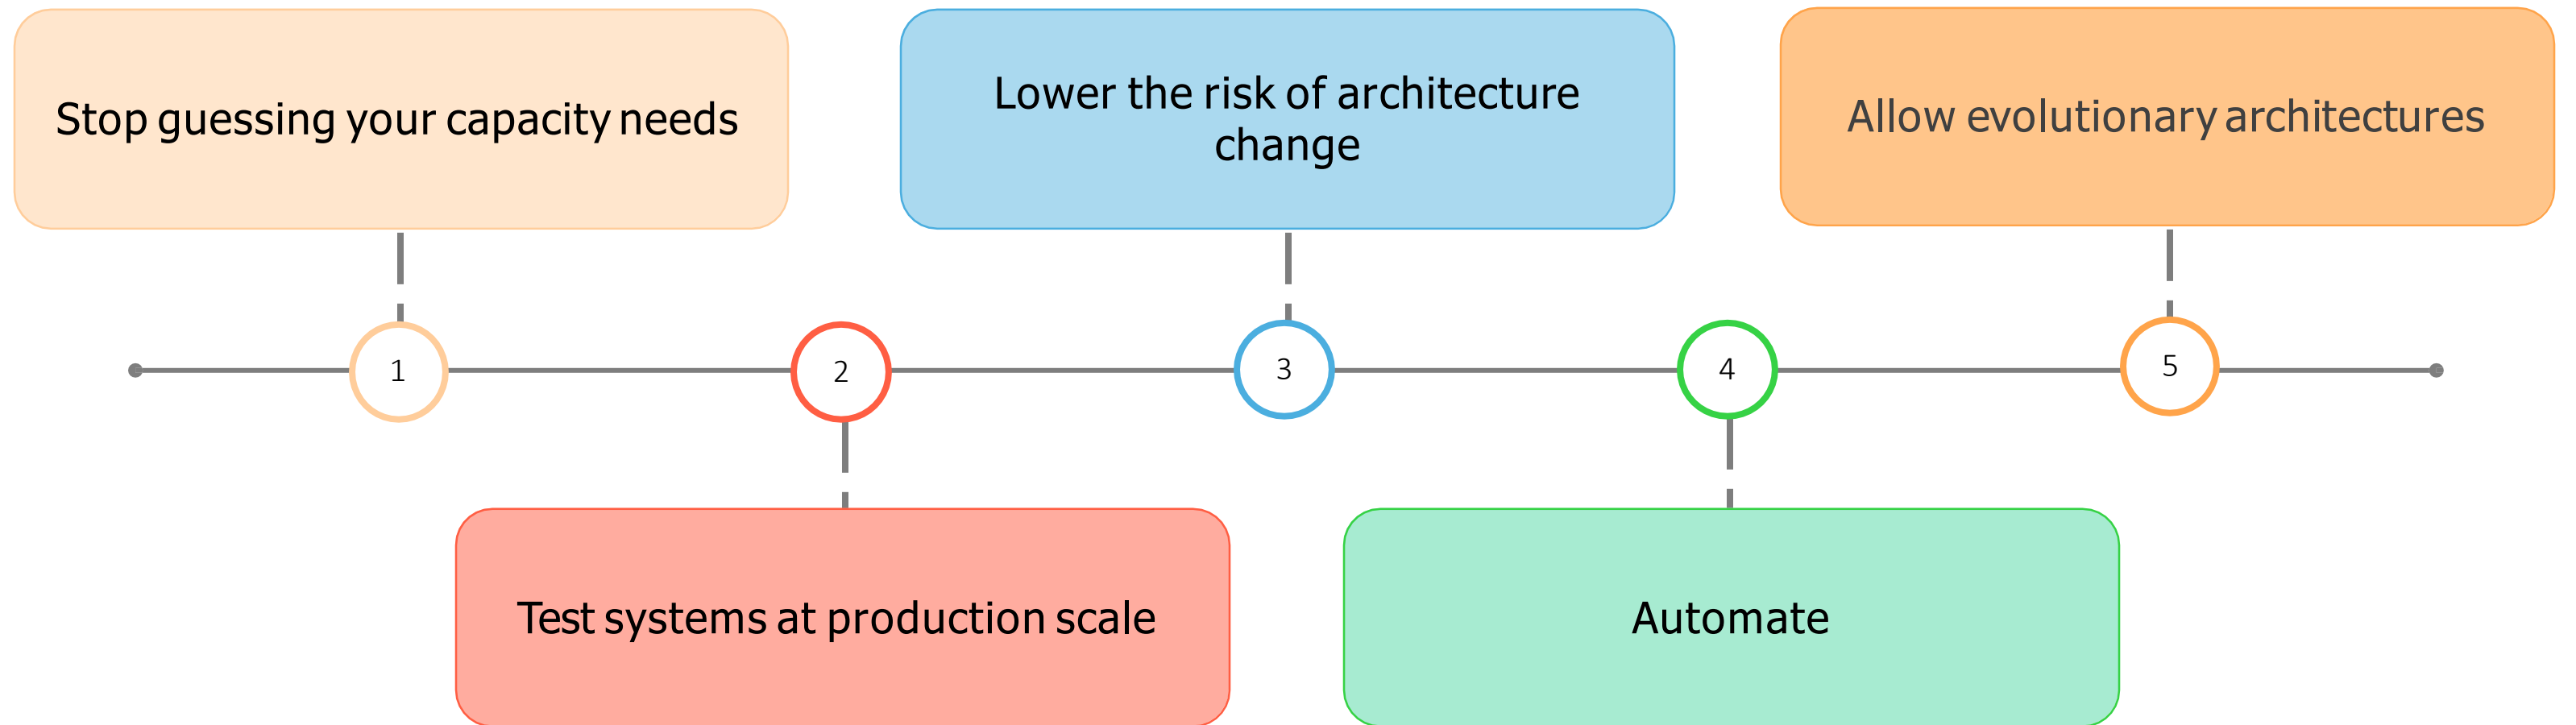 Stop guessing your capacity needs
Lower the risk of architecture
change
Allow evolutionary architectures
1
2
3
4
5
Test systems at production scale
Automate